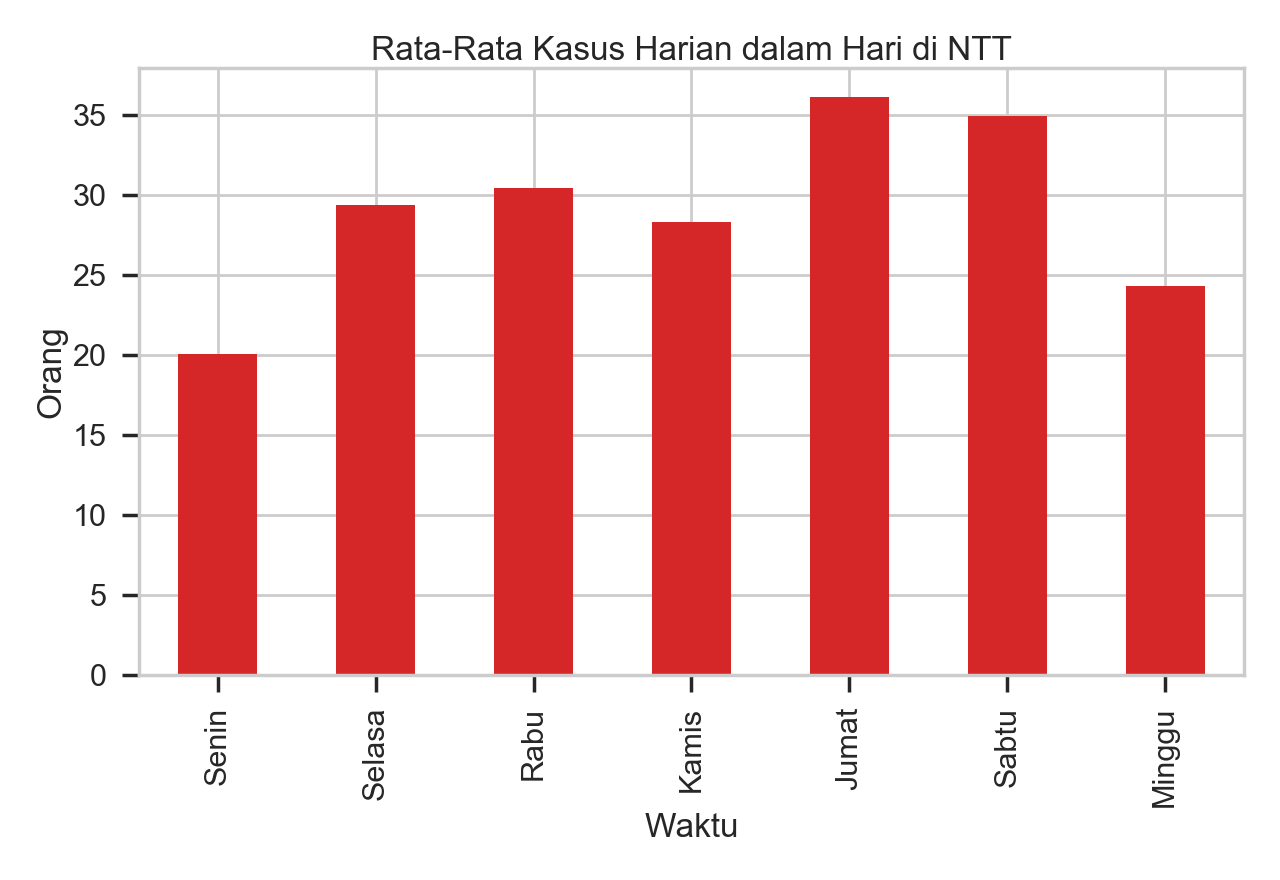 Rata-Rata Kasus Harian dalam Hari di NTT
35
30
25
20
15
10
5
0
Orang
Senin
Selasa
Rabu
Kamis
Jumat
Sabtu
Minggu
Waktu